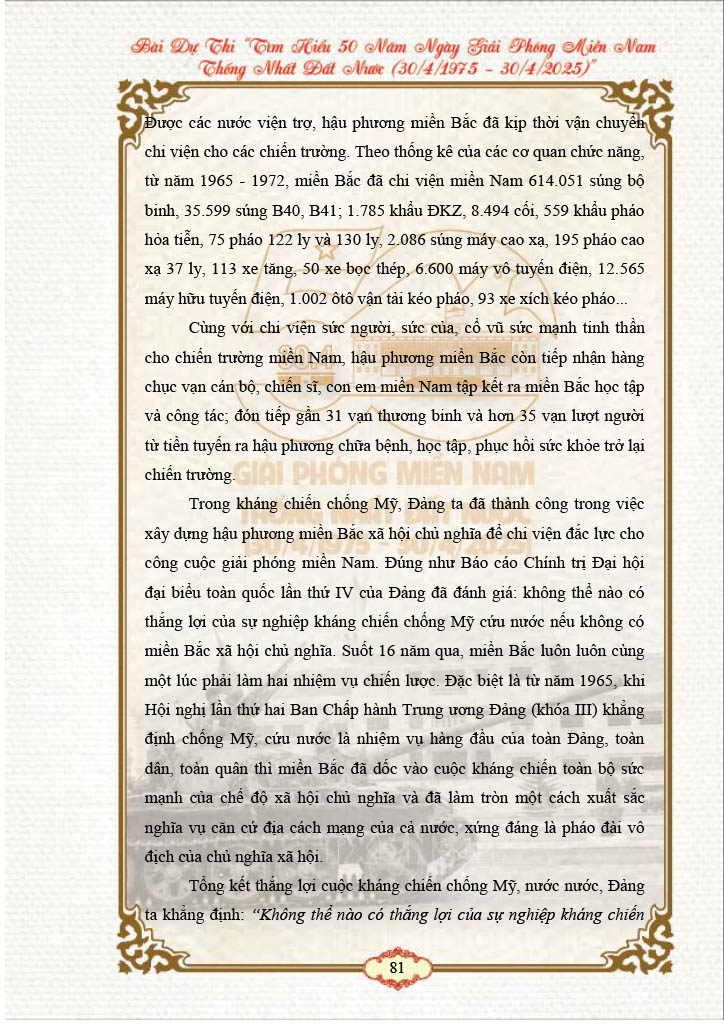 Bài Dự Thi “Tìm Hiểu 50 Năm Ngày Giải Phóng Miền Nam
Thống Nhất Đất Nước (30/4/1975 – 30/4/2025)”
Được các nước viện trợ, hậu phương miền Bắc đã kịp thời vận chuyển
chi viện cho các chiến trường. Theo thống kê của các cơ quan chức năng,
từ năm 1965 - 1972, miền Bắc đã chi viện miền Nam 614.051 súng bộ
binh, 35.599 súng B40, B41; 1.785 khẩu ĐKZ, 8.494 cối, 559 khẩu pháo
hỏa tiễn, 75 pháo 122 ly và 130 ly, 2.086 súng máy cao xạ, 195 pháo cao
xạ 37 ly, 113 xe tăng, 50 xe bọc thép, 6.600 máy vô tuyến điện, 12.565
máy hữu tuyến điện, 1.002 ôtô vận tải kéo pháo, 93 xe xích kéo pháo...
Cùng với chi viện sức người, sức của, cổ vũ sức mạnh tinh thần
cho chiến trường miền Nam, hậu phương miền Bắc còn tiếp nhận hàng
30.4
chục vạn cán bộ, chiến sĩ, con em miền Nam tập kết ra miền Bắc học tập
và công tác; đón tiếp gần 31 vạn thương binh và hơn 35 vạn lượt người
từ tiền tuyến ra hậu phương chữa bệnh, học tập, phục hồi sức khỏe trở lại
chiến trường.
GIẢI PHÓNG MIỀN NAM
Trong kháng chiến chống Mỹ, Đảng ta đã thành công trong việc
THỐNG NHẤT ĐẤT NƯỚC
xây dựng hậu phương miền Bắc xã hội chủ nghĩa để chi viện đắc lực cho
(30/4/1975 - 30/4/2025)
công cuộc giải phóng miền Nam. Đúng như Báo cáo Chính trị Đại hội
đại biểu toàn quốc lần thứ IV của Đảng đã đánh giá: không thể nào có
thắng lợi của sự nghiệp kháng chiến chống Mỹ cứu nước nếu không có
miền Bắc xã hội chủ nghĩa. Suốt 16 năm qua, miền Bắc luôn luôn cùng
một lúc phải làm hai nhiệm vụ chiến lược. Đặc biệt là từ năm 1965, khi
Hội nghị lần thứ hai Ban Chấp hành Trung ương Đảng (khóa III) khẳng
định chống Mỹ, cứu nước là nhiệm vụ hàng đầu của toàn Đảng, toàn
dân, toàn quân thì miền Bắc đã dốc vào cuộc kháng chiến toàn bộ sức
mạnh của chế độ xã hội chủ nghĩa và đã làm tròn một cách xuất sắc
nghĩa vụ căn cứ địa cách mạng của cả nước, xứng đáng là pháo đài vô
địch của chủ nghĩa xã hội.
Tổng kết thắng lợi cuộc kháng chiến chống Mỹ, nước nước, Đảng
ta khẳng định: “Không thể nào có thắng lợi của sự nghiệp kháng chiến
81